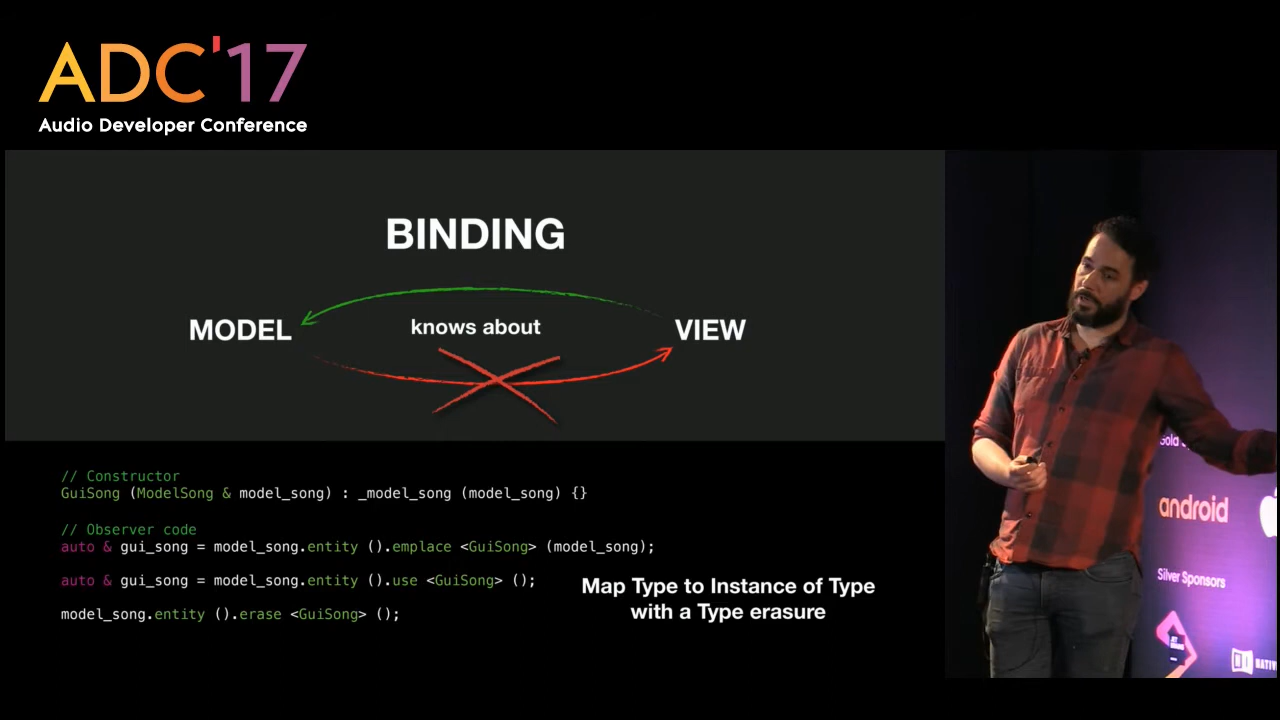 ADC'17
Audio Developer Conference
BINDING
MODEL
knows about
VIEW
// Constructor
GuiSong (ModelSong & model_song) : _model_song (model_song) {}
// Observer code
auto & gui_song = model_song.entity ().emplace <GuiSong> (model_song);
auto & gui_song = model_song.entity ().use <GuiSong> ();
model_song.entity ().erase <GuiSong> ();
Map Type to Instance of Type
with a Type erasure
android
Silver Sponsors